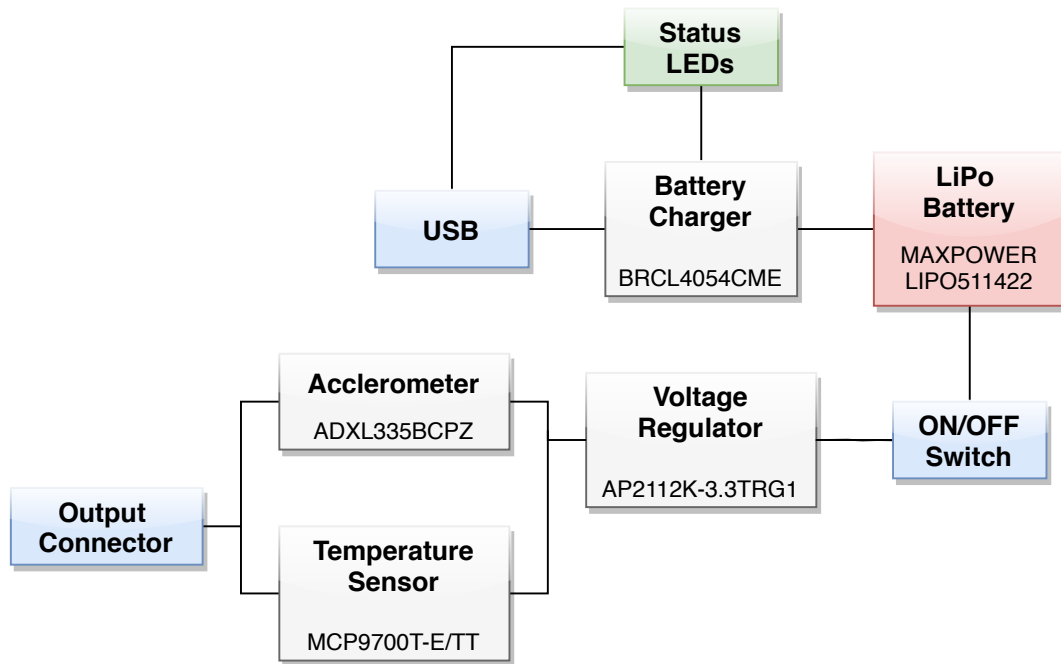 Status
LEDs
USB
Battery
Charger
BRCL4054CME
LiPo
Battery
MAXPOWER
LIPO511422
Acclerometer
ADXL335BCPZ
Voltage
Regulator
AP2112K-3.3TRG1
ON/OFF
Switch
Output
Connector
Temperature
Sensor
MCP9700T-E/TT